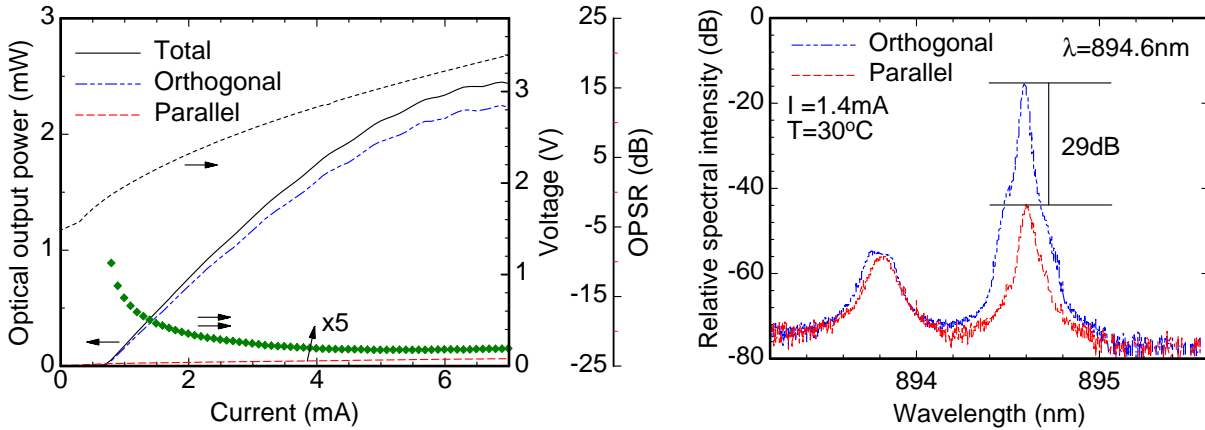 3
2
1
0
Optical output power (mW)
Total
Orthogonal
Parallel
x5
0
2
4
6
Current (mA)
3
2
1
0
Voltage (V)
25
15
5
-5
-15
-25
OPSR (dB)
0
-20
-40
-60
-80
Relative spectral intensity (dB)
Orthogonal
Parallel
λ=894.6nm
I =1.4mA
T=30°C
29dB
894
895
Wavelength (nm)